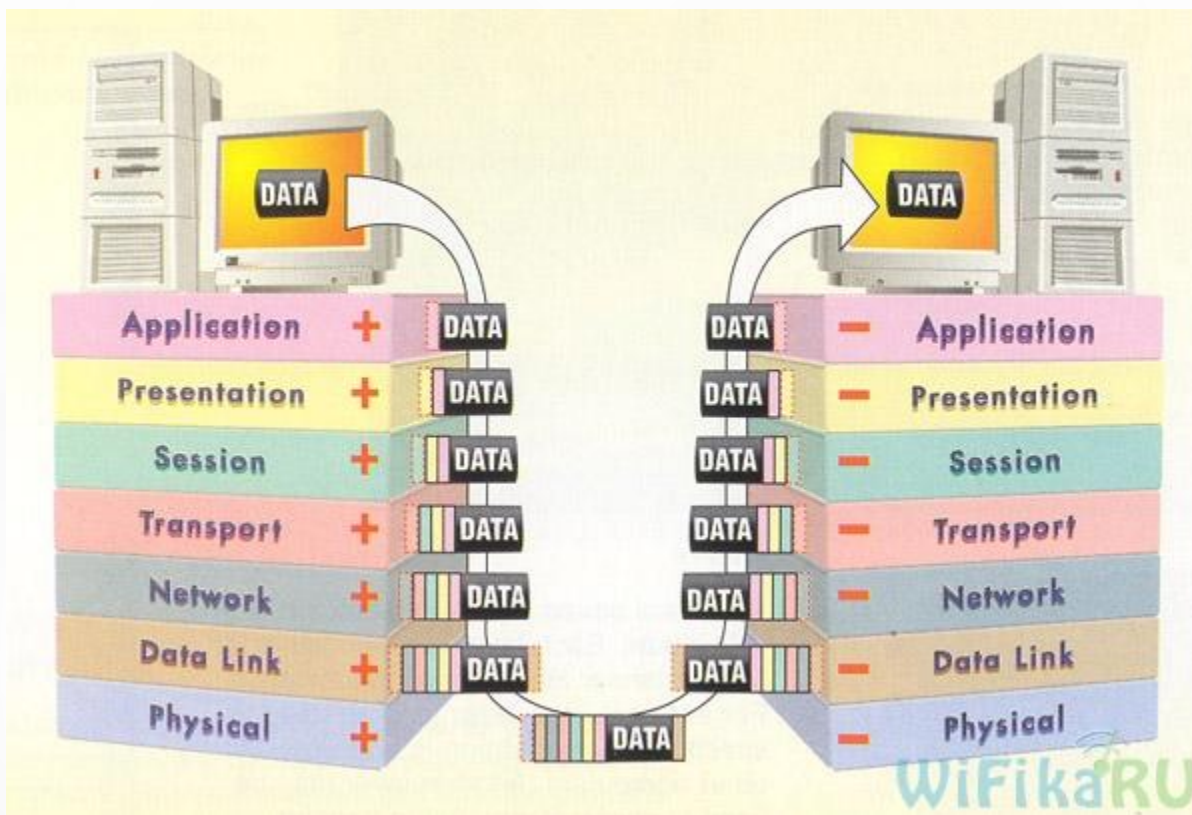 DATA
DATA
Application + DATA
DATA − Application
Presentation + DATA
DATA − Presentation
Session + DATA
DATA − Session
Transport + DATA
DATA − Transport
Network + DATA
DATA − Network
Data Link + DATA
DATA − Data Link
Physical +
DATA
− Physical
WiFikaRU